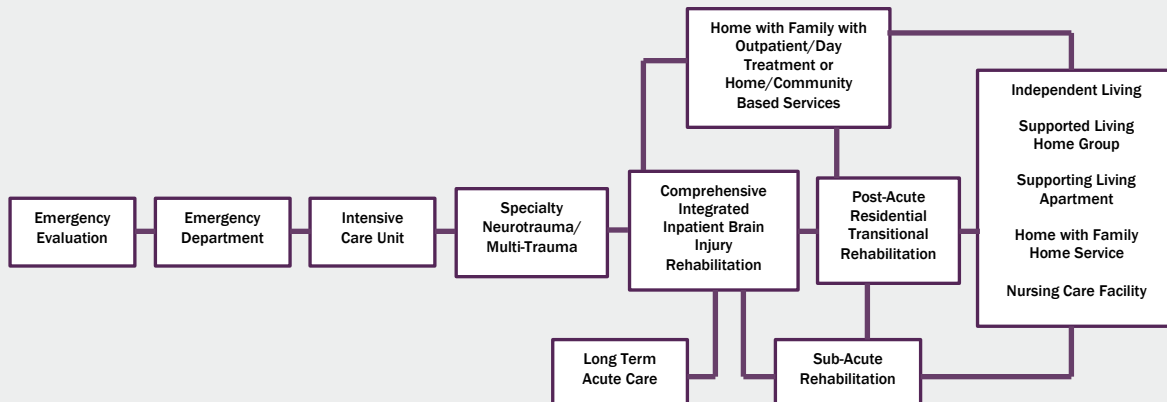 Home with Family with
Outpatient/Day
Treatment or
Home/Community
Based Services
Independent Living
Supported Living
Home Group
Supporting Living
Apartment
Home with Family
Home Service
Nursing Care Facility
Emergency
Evaluation
Emergency
Department
Intensive
Care Unit
Specialty
Neurotrauma/
Multi-Trauma
Comprehensive
Integrated
Inpatient Brain
Injury
Rehabilitation
Post-Acute
Residential
Transitional
Rehabilitation
Long Term
Acute Care
Sub-Acute
Rehabilitation